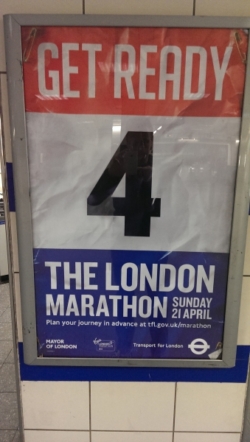 GET READY
4
THE LONDON
MARATHON SUNDAY
21 APRIL
Plan your journey in advance at tfl.gov.uk/marathon
MAYOR
OF LONDON
Transport for London